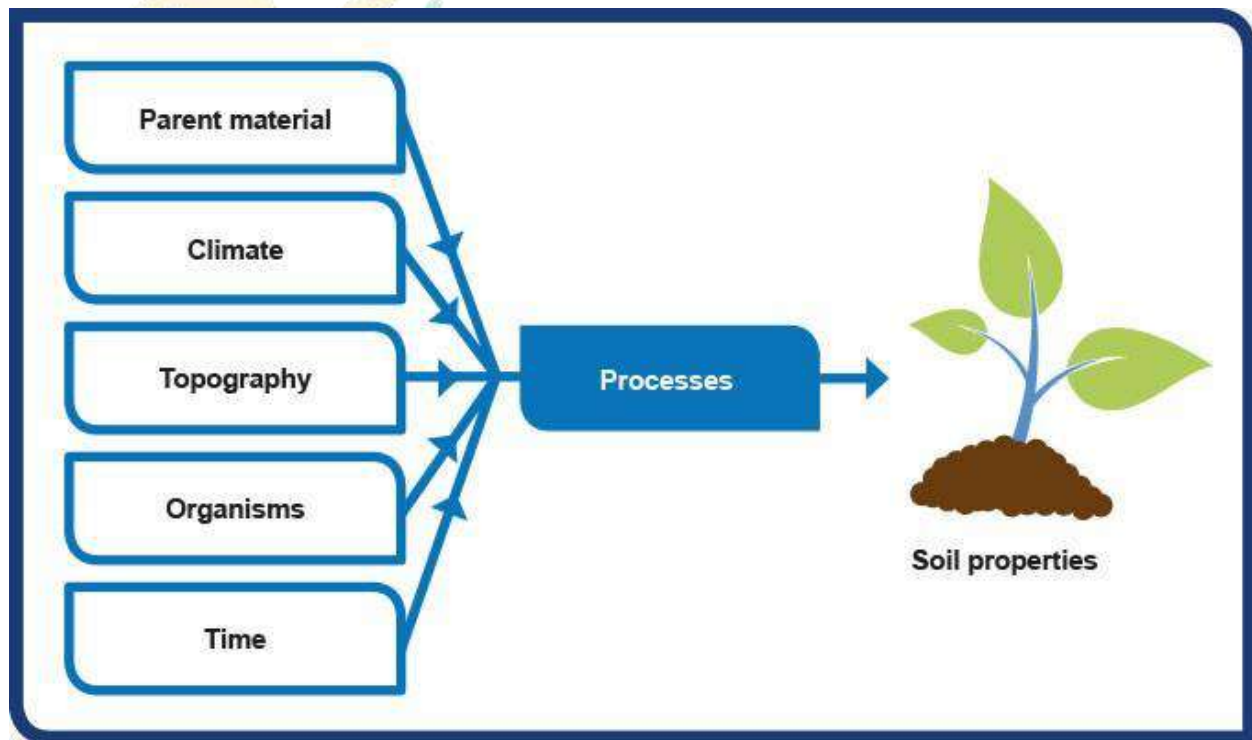 Parent material
Climate
Topography
Organisms
Time
Processes
Soil properties